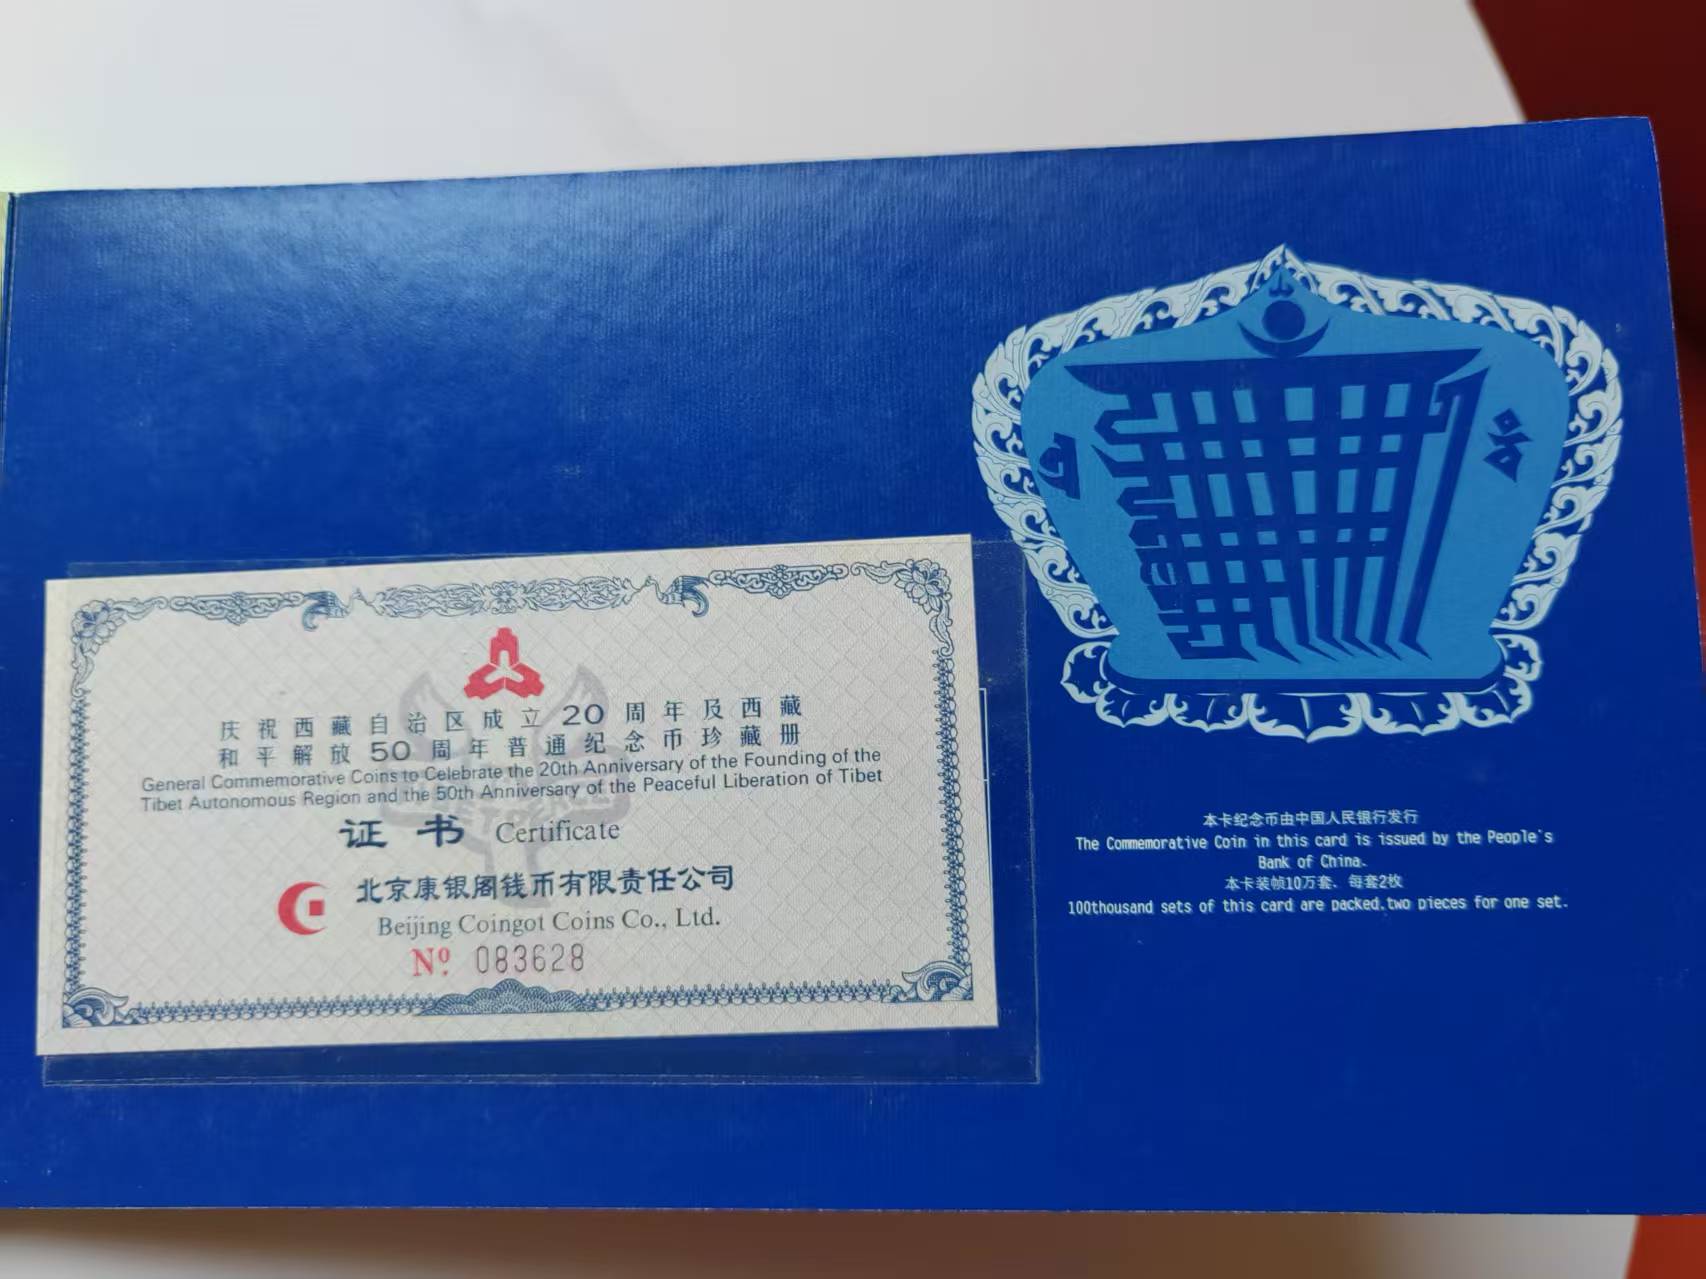 庆祝西藏自治区成立20周年及西藏
和平解放50周年普通纪念币珍藏册
General Commemorative Coins to Celebrate the 20th Anniversary of the Founding of the
Tibet Autonomous Region and the 50th Anniversary of the Peaceful Liberation of Tibet
证书 Certificate
北京康银阁钱币有限责任公司
Beijing Coingot Coins Co., Ltd.
Nº 083628
本卡纪念币由中国人民银行发行
The Commemorative Coin in this card is issued by the People's
Bank of China.
本卡装帧10万套、每套2枚
100thousand sets of this card are packed,two pieces for one set.